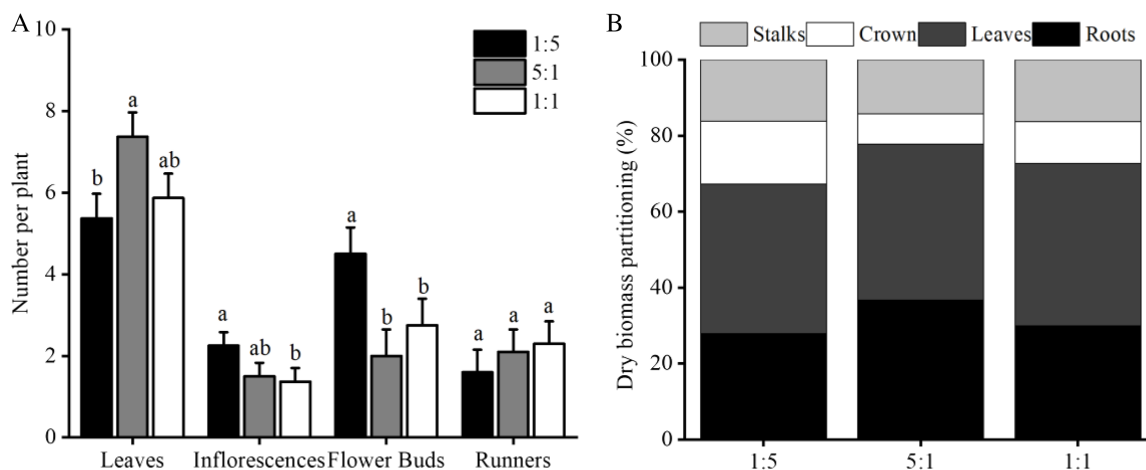 A
Number per plant
10
8
6
4
2
0
1:5
5:1
1:1
b
a
ab
a
ab
b
a
b
b
a
a
a
Leaves Inflorescences Flower Buds Runners
B
Stalks Crown Leaves Roots
Dry biomass partitioning (%)
100
80
60
40
20
0
1:5 5:1 1:1